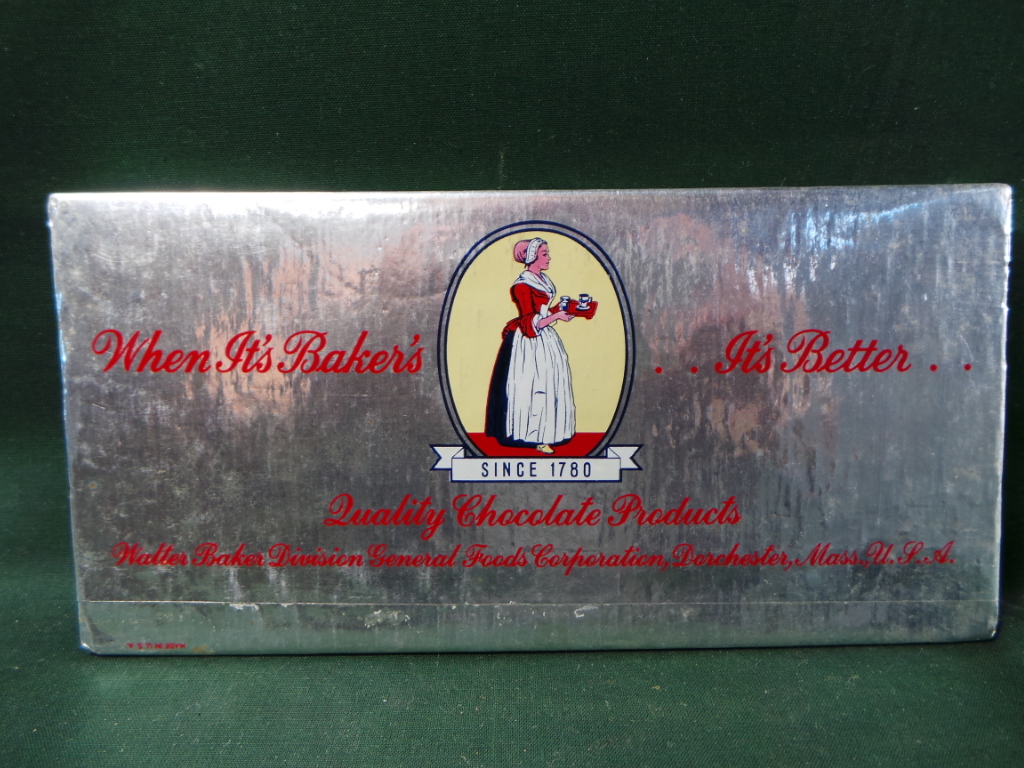 When It's Baker's . . It's Better . .
SINCE 1780
Quality Chocolate Products
Walter Baker Division General Foods Corporation, Dorchester, Mass., U.S.A.